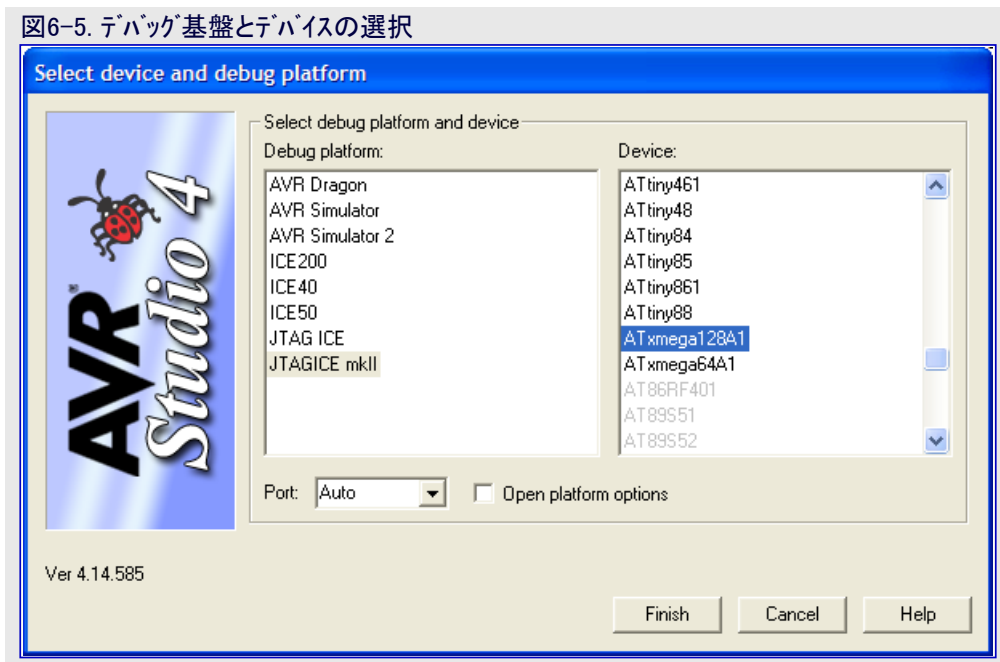 図6-5. ﾃﾞﾊﾞｯｸﾞ基盤とﾃﾞﾊﾞｲｽの選択
Select device and debug platform
AVR® Studio 4
Select debug platform and device
Debug platform:
AVR Dragon
AVR Simulator
AVR Simulator 2
ICE200
ICE40
ICE50
JTAG ICE
JTAGICE mkII
Device:
ATtiny461
ATtiny48
ATtiny84
ATtiny85
ATtiny861
ATtiny88
ATxmega128A1
ATxmega64A1
AT86RF401
AT89S51
AT89S52
Port: Auto
Open platform options
Ver 4.14.585
Finish Cancel Help